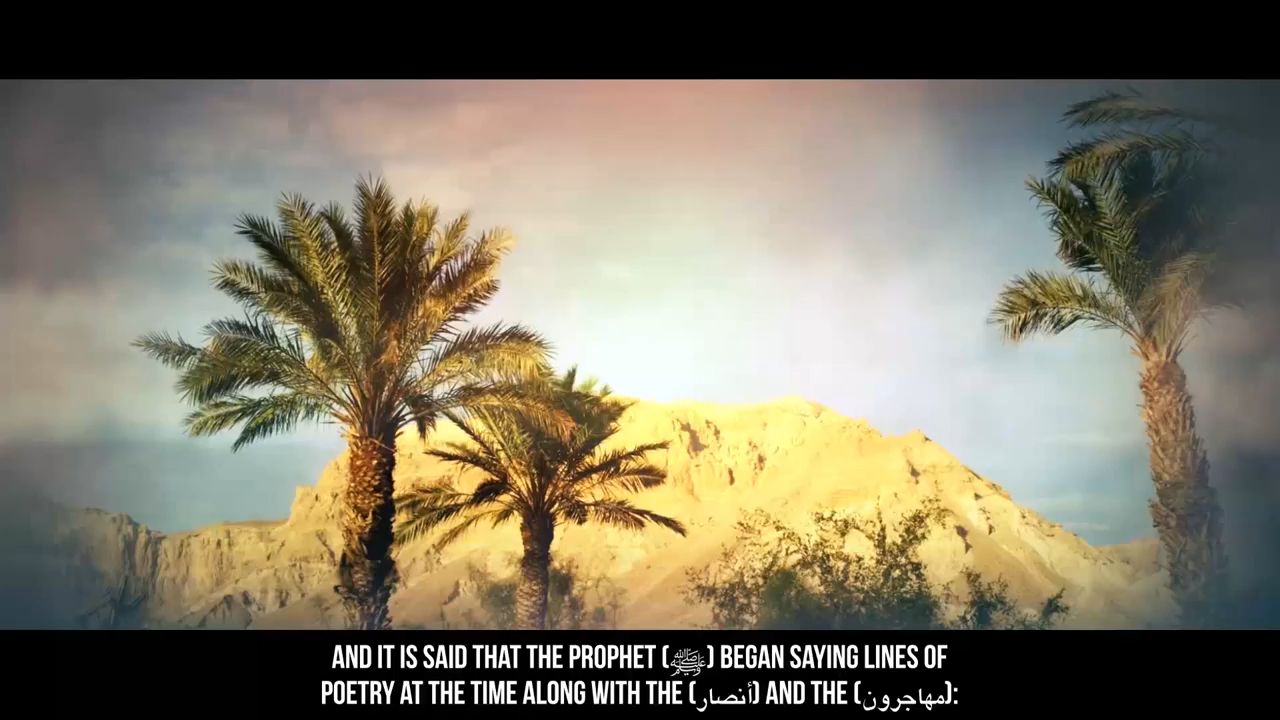 AND IT IS SAID THAT THE PROPHET (ﷺ) BEGAN SAYING LINES OF
POETRY AT THE TIME ALONG WITH THE (أنصار) AND THE (مهاجرون):